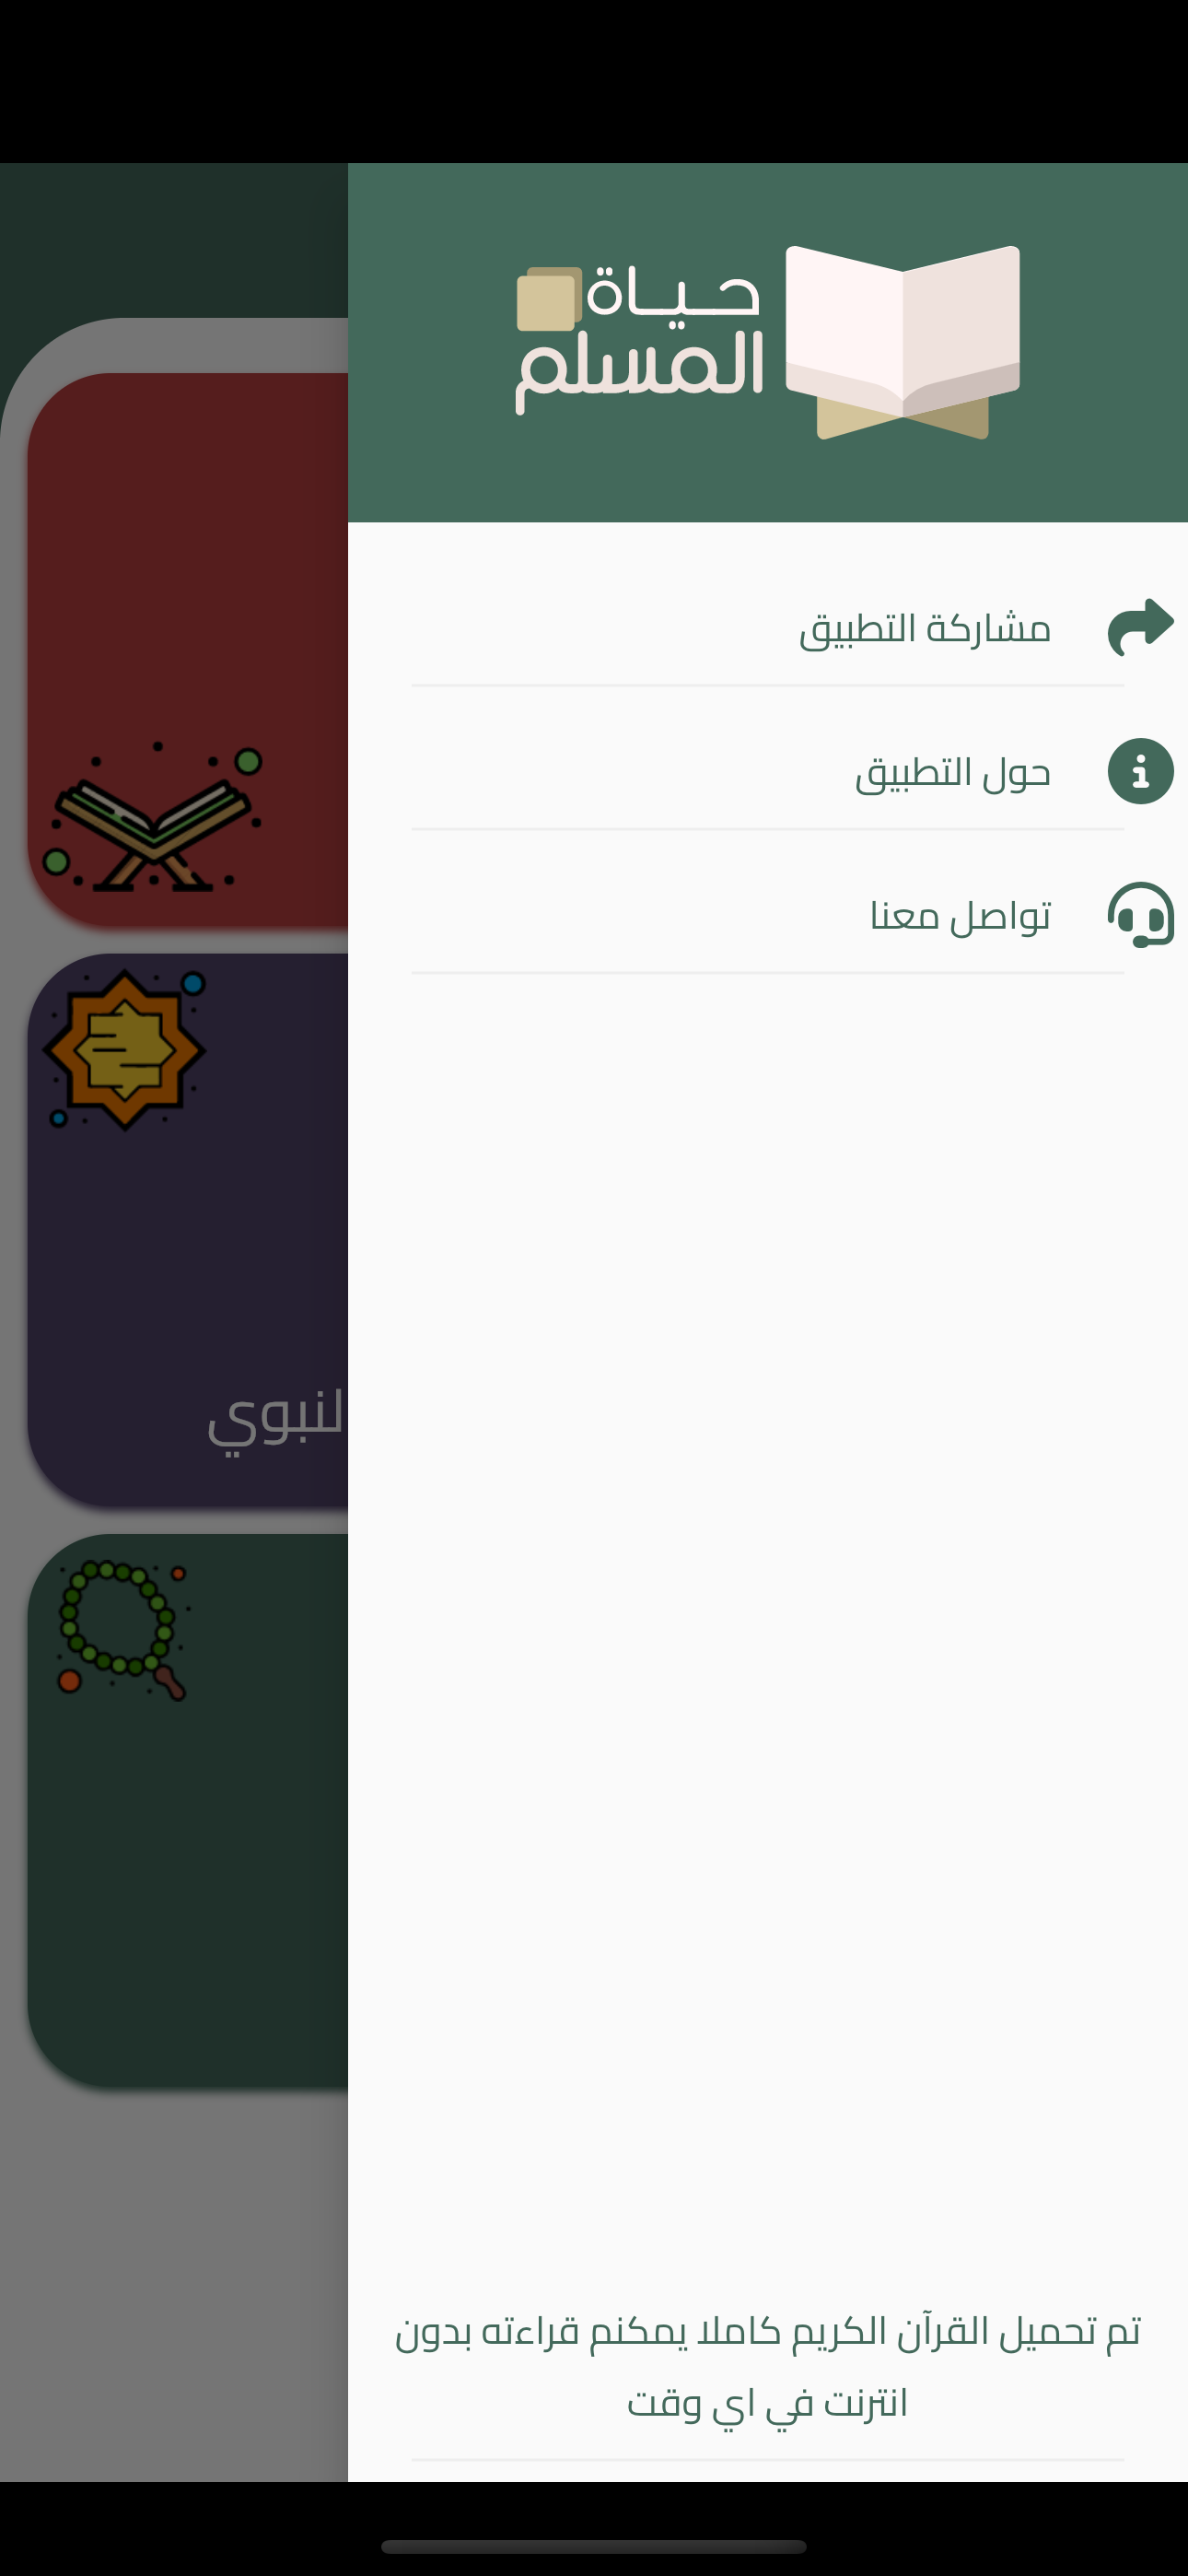 حياة
المسلم
مشاركة التطبيق
حول التطبيق
تواصل معنا
لنبوي
تم تحميل القرآن الكريم كاملا يمكنم قراءته بدون
انترنت في اي وقت